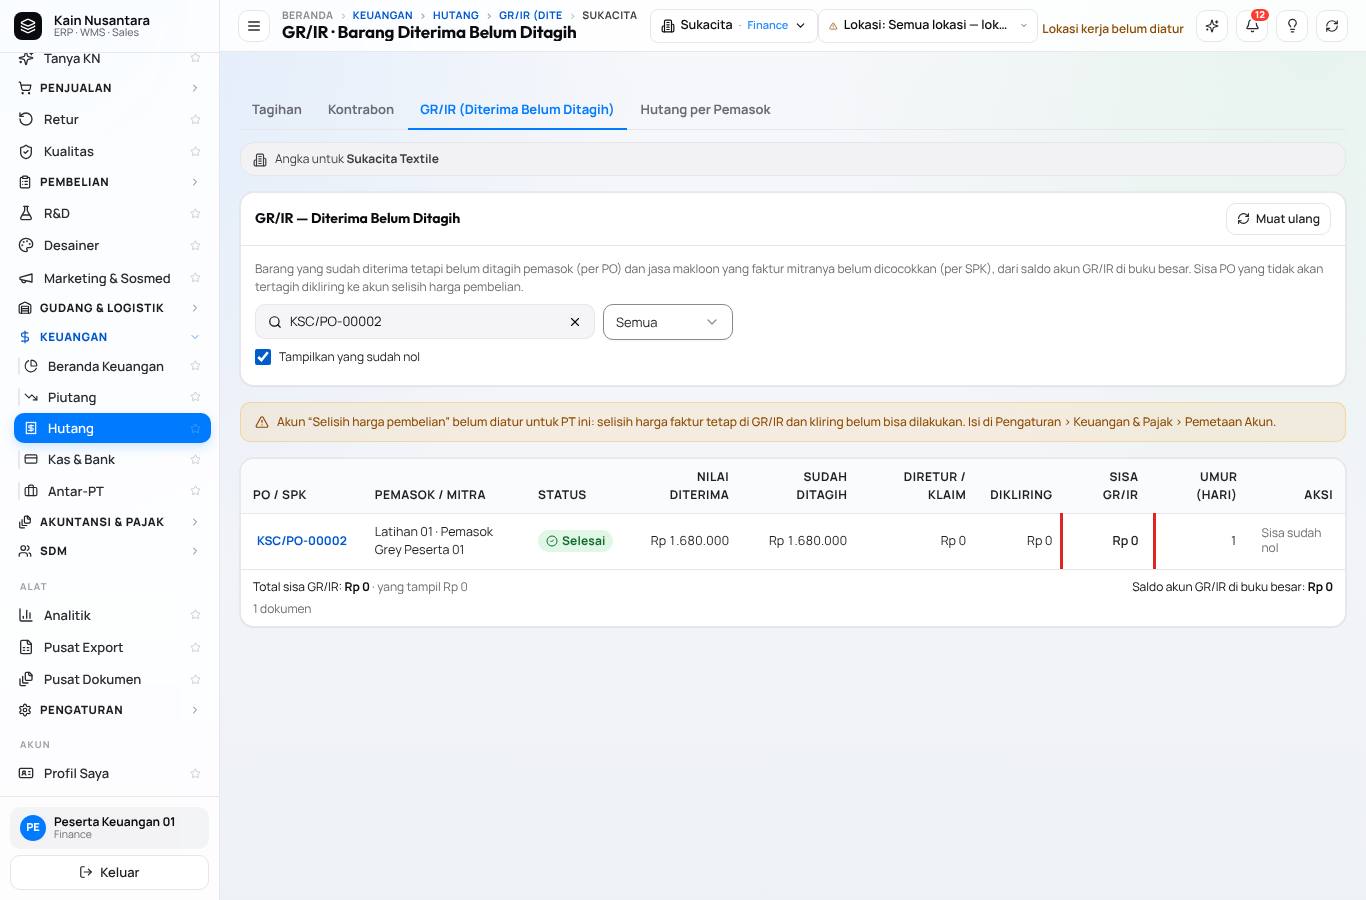 Kain Nusantara
ERP · WMS · Sales
Tanya KN
PENJUALAN
Retur
Kualitas
PEMBELIAN
R&D
Desainer
Marketing & Sosmed
GUDANG & LOGISTIK
KEUANGAN
Beranda Keuangan
Piutang
Hutang
Kas & Bank
Antar-PT
AKUNTANSI & PAJAK
SDM
ALAT
Analitik
Pusat Export
Pusat Dokumen
PENGATURAN
AKUN
Profil Saya
PE
Peserta Keuangan 01
Finance
Keluar
BERANDA > KEUANGAN > HUTANG > GR/IR (DITE > SUKACITA
GR/IR · Barang Diterima Belum Ditagih
Sukacita · Finance
Lokasi: Semua lokasi — lok...
Lokasi kerja belum diatur
12
Tagihan
Kontrabon
GR/IR (Diterima Belum Ditagih)
Hutang per Pemasok
Angka untuk Sukacita Textile
GR/IR — Diterima Belum Ditagih
Muat ulang
Barang yang sudah diterima tetapi belum ditagih pemasok (per PO) dan jasa makloon yang faktur mitranya belum dicocokkan (per SPK), dari saldo akun GR/IR di buku besar. Sisa PO yang tidak akan
tertagih dikliring ke akun selisih harga pembelian.
KSC/PO-00002
Semua
Tampilkan yang sudah nol
Akun “Selisih harga pembelian” belum diatur untuk PT ini: selisih harga faktur tetap di GR/IR dan kliring belum bisa dilakukan. Isi di Pengaturan > Keuangan & Pajak > Pemetaan Akun.
PO / SPK
PEMASOK / MITRA
STATUS
NILAI
DITERIMA
SUDAH
DITAGIH
DIRETUR /
KLAIM
DIKLIRING
SISA
GR/IR
UMUR
(HARI)
AKSI
KSC/PO-00002
Latihan 01 · Pemasok
Grey Peserta 01
Selesai
Rp 1.680.000
Rp 1.680.000
Rp 0
Rp 0
Rp 0
1
Sisa sudah
nol
Total sisa GR/IR: Rp 0 · yang tampil Rp 0
Saldo akun GR/IR di buku besar: Rp 0
1 dokumen